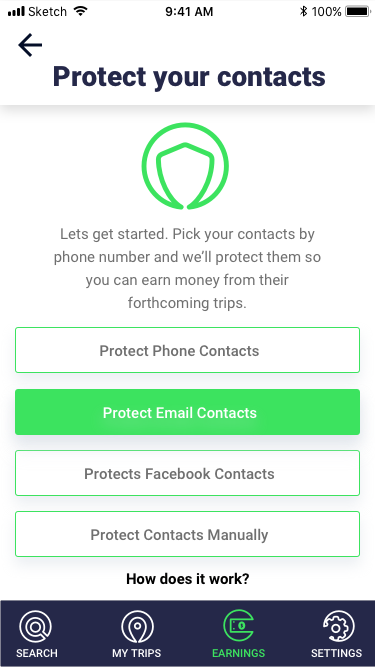 Sketch 9:41 AM 100%
Protect your contacts
Lets get started. Pick your contacts by
phone number and we’ll protect them so
you can earn money from their
forthcoming trips.
Protect Phone Contacts
Protect Email Contacts
Protects Facebook Contacts
Protect Contacts Manually
How does it work?
SEARCH MY TRIPS EARNINGS SETTINGS